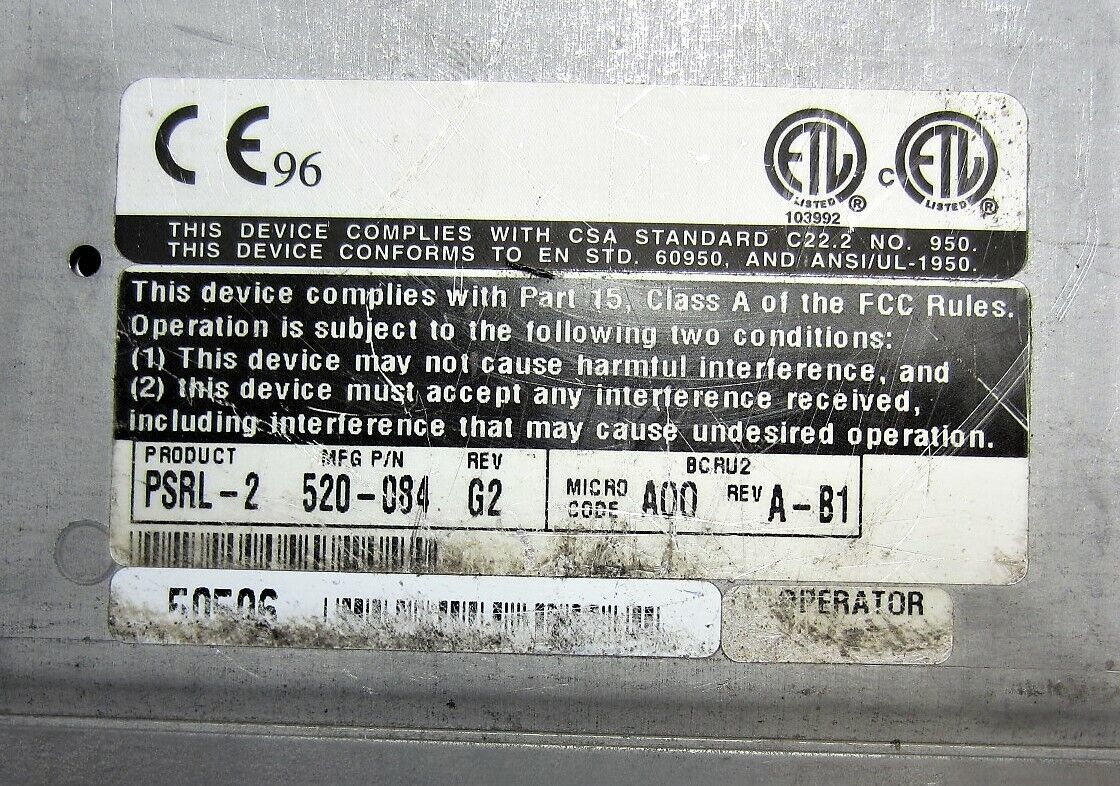 CE 96
ETL LISTED ® 103992
C ETL LISTED ®
THIS DEVICE COMPLIES WITH CSA STANDARD C22.2 NO. 950.
THIS DEVICE CONFORMS TO EN STD. 60950, AND ANSI/UL-1950.
This device complies with Part 15, Class A of the FCC Rules.
Operation is subject to the following two conditions:
(1) This device may not cause harmful interference, and
(2) this device must accept any interference received,
including interference that may cause undesired operation.
PRODUCT MFG P/N REV BCRU2
PSRL-2 520-084 G2 MICRO CODE A00 REV A-B1
50506
OPERATOR